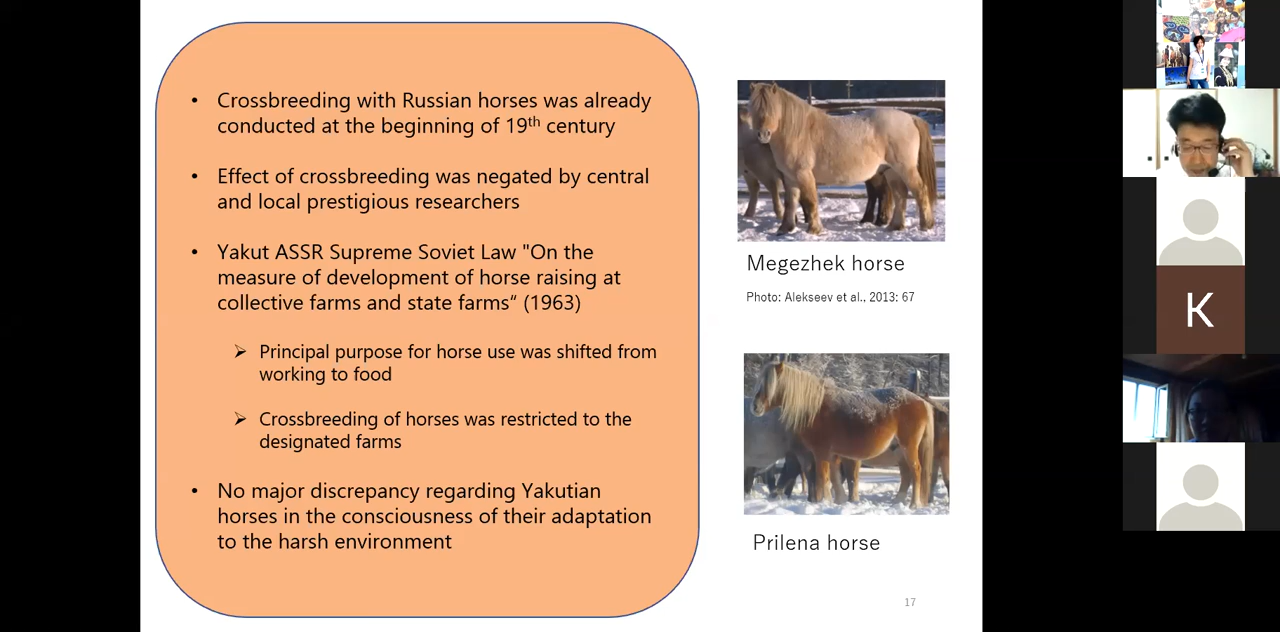 • Crossbreeding with Russian horses was already
conducted at the beginning of 19th century
• Effect of crossbreeding was negated by central
and local prestigious researchers
• Yakut ASSR Supreme Soviet Law "On the
measure of development of horse raising at
collective farms and state farms“ (1963)
➢ Principal purpose for horse use was shifted from
working to food
➢ Crossbreeding of horses was restricted to the
designated farms
• No major discrepancy regarding Yakutian
horses in the consciousness of their adaptation
to the harsh environment
Megezhek horse
Photo: Alekseev et al., 2013: 67
Prilena horse
17
K